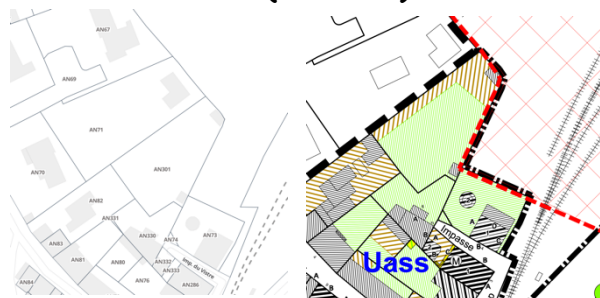 AN67
AN69
AN71
AN70
AN301
AN82
AN331
AN83
AN81
AN330
AN74
AN73
AN80
AN332
AN333
AN84
AN76
AN286
Imp. du Viaire
Impasse
Uass